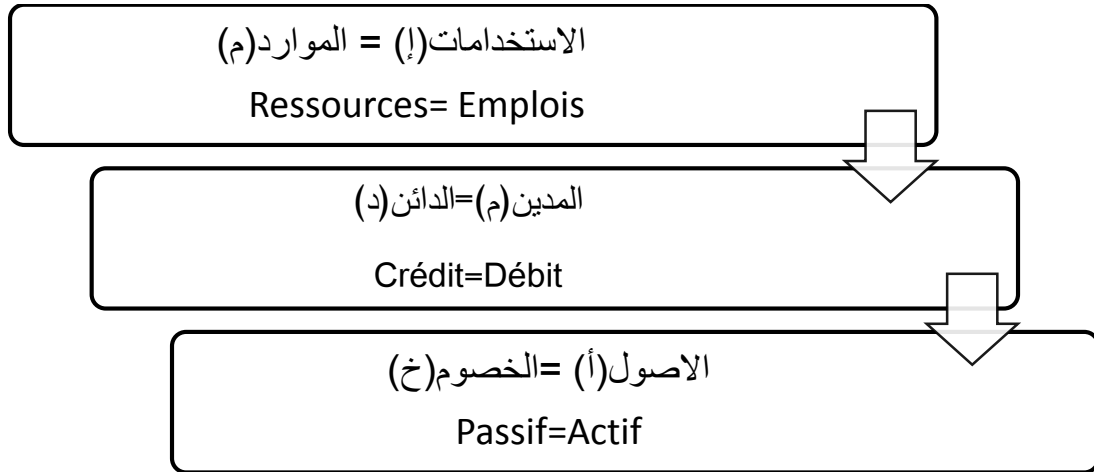 الاستخدامات(إ) = الموارد(م)
Ressources= Emplois
المدين(م)=الدائن(د)
Crédit=Débit
الاصول(أ) =الخصوم(خ)
Passif=Actif